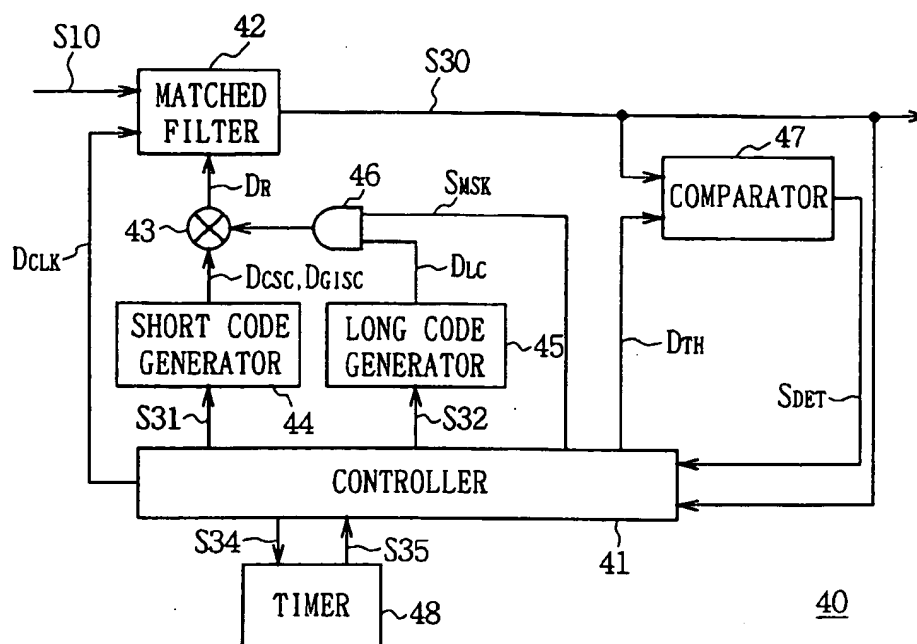 S10
42
MATCHED
FILTER
S30
47
COMPARATOR
DR
46
SMSK
43
DCLK
DCSC, DGISC
DLC
SHORT CODE
GENERATOR
LONG CODE
GENERATOR
45
DTH
SDET
S31
44
S32
CONTROLLER
S34
S35
41
TIMER
48
40